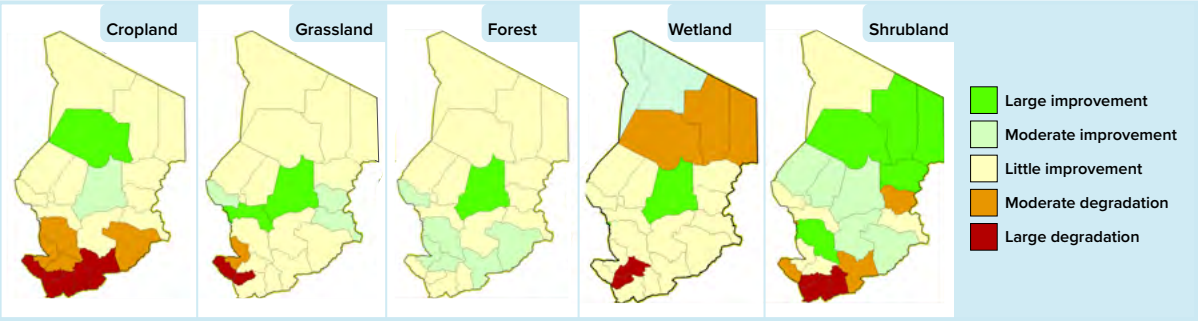 Cropland
Grassland
Forest
Wetland
Shrubland
Large improvement
Moderate improvement
Little improvement
Moderate degradation
Large degradation